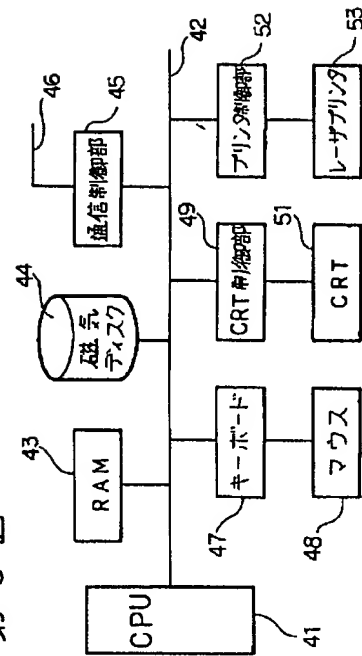 CPU
41
RAM
43
磁気
ディスク
44
通信制御部
45
46
42
キーボード
47
マウス
48
CRT制御部
49
CRT
51
プリンタ制御部
52
レーザプリンタ
53